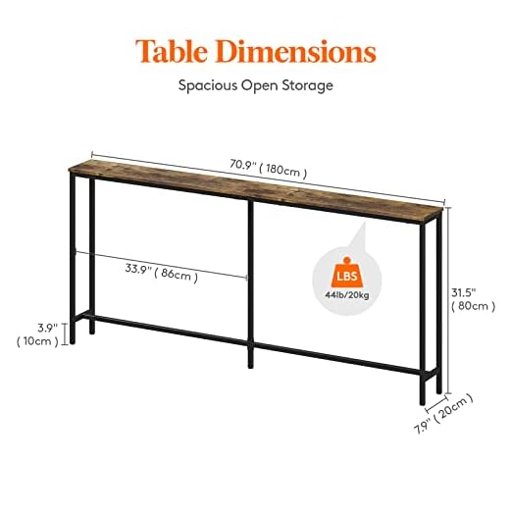 Table Dimensions
Spacious Open Storage
70.9" ( 180cm )
33.9" ( 86cm )
LBS
44lb/20kg
31.5"
( 80cm )
3.9"
( 10cm )
7.9" ( 20cm )